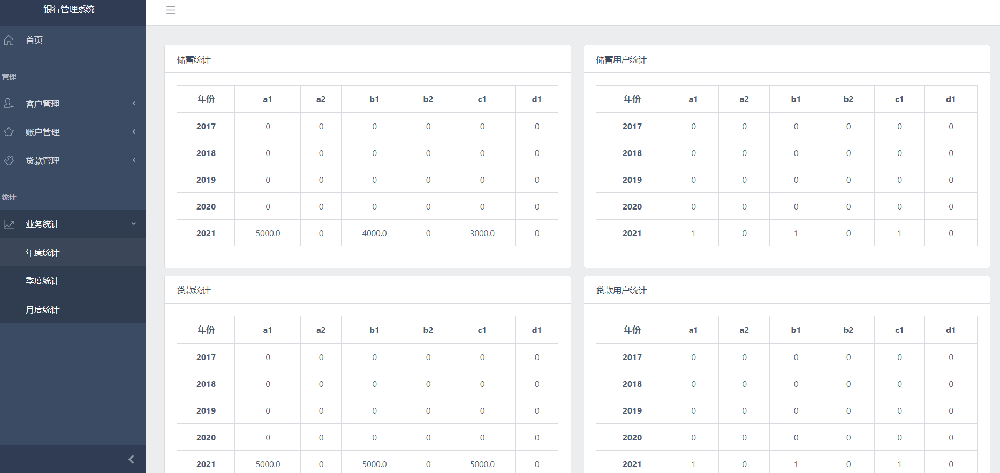 银行管理系统
首页
管理
客户管理
账户管理
贷款管理
统计
业务统计
年度统计
季度统计
月度统计
储蓄统计
年份 a1 a2 b1 b2 c1 d1
2017 0 0 0 0 0 0
2018 0 0 0 0 0 0
2019 0 0 0 0 0 0
2020 0 0 0 0 0 0
2021 5000.0 0 4000.0 0 3000.0 0
储蓄用户统计
年份 a1 a2 b1 b2 c1 d1
2017 0 0 0 0 0 0
2018 0 0 0 0 0 0
2019 0 0 0 0 0 0
2020 0 0 0 0 0 0
2021 1 0 1 0 1 0
贷款统计
年份 a1 a2 b1 b2 c1 d1
2017 0 0 0 0 0 0
2018 0 0 0 0 0 0
2019 0 0 0 0 0 0
2020 0 0 0 0 0 0
2021 5000.0 0 5000.0 0 5000.0 0
贷款用户统计
年份 a1 a2 b1 b2 c1 d1
2017 0 0 0 0 0 0
2018 0 0 0 0 0 0
2019 0 0 0 0 0 0
2020 0 0 0 0 0 0
2021 1 0 1 0 1 0